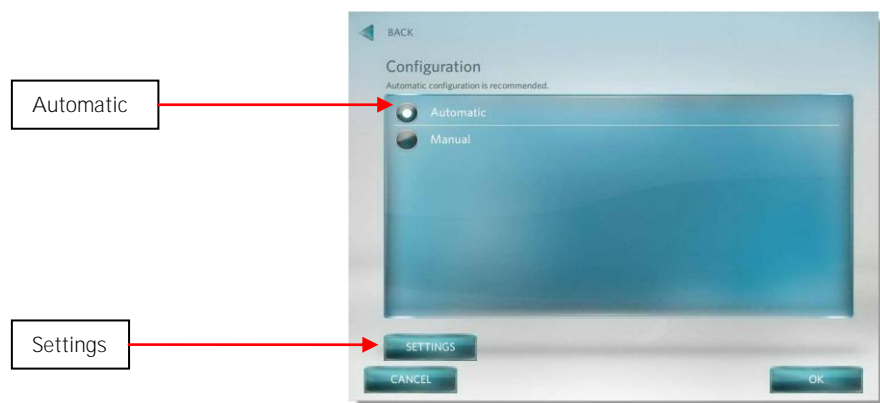 BACK
Configuration
Automatic configuration is recommended.
Automatic
Automatic
Manual
Settings
SETTINGS
CANCEL
OK